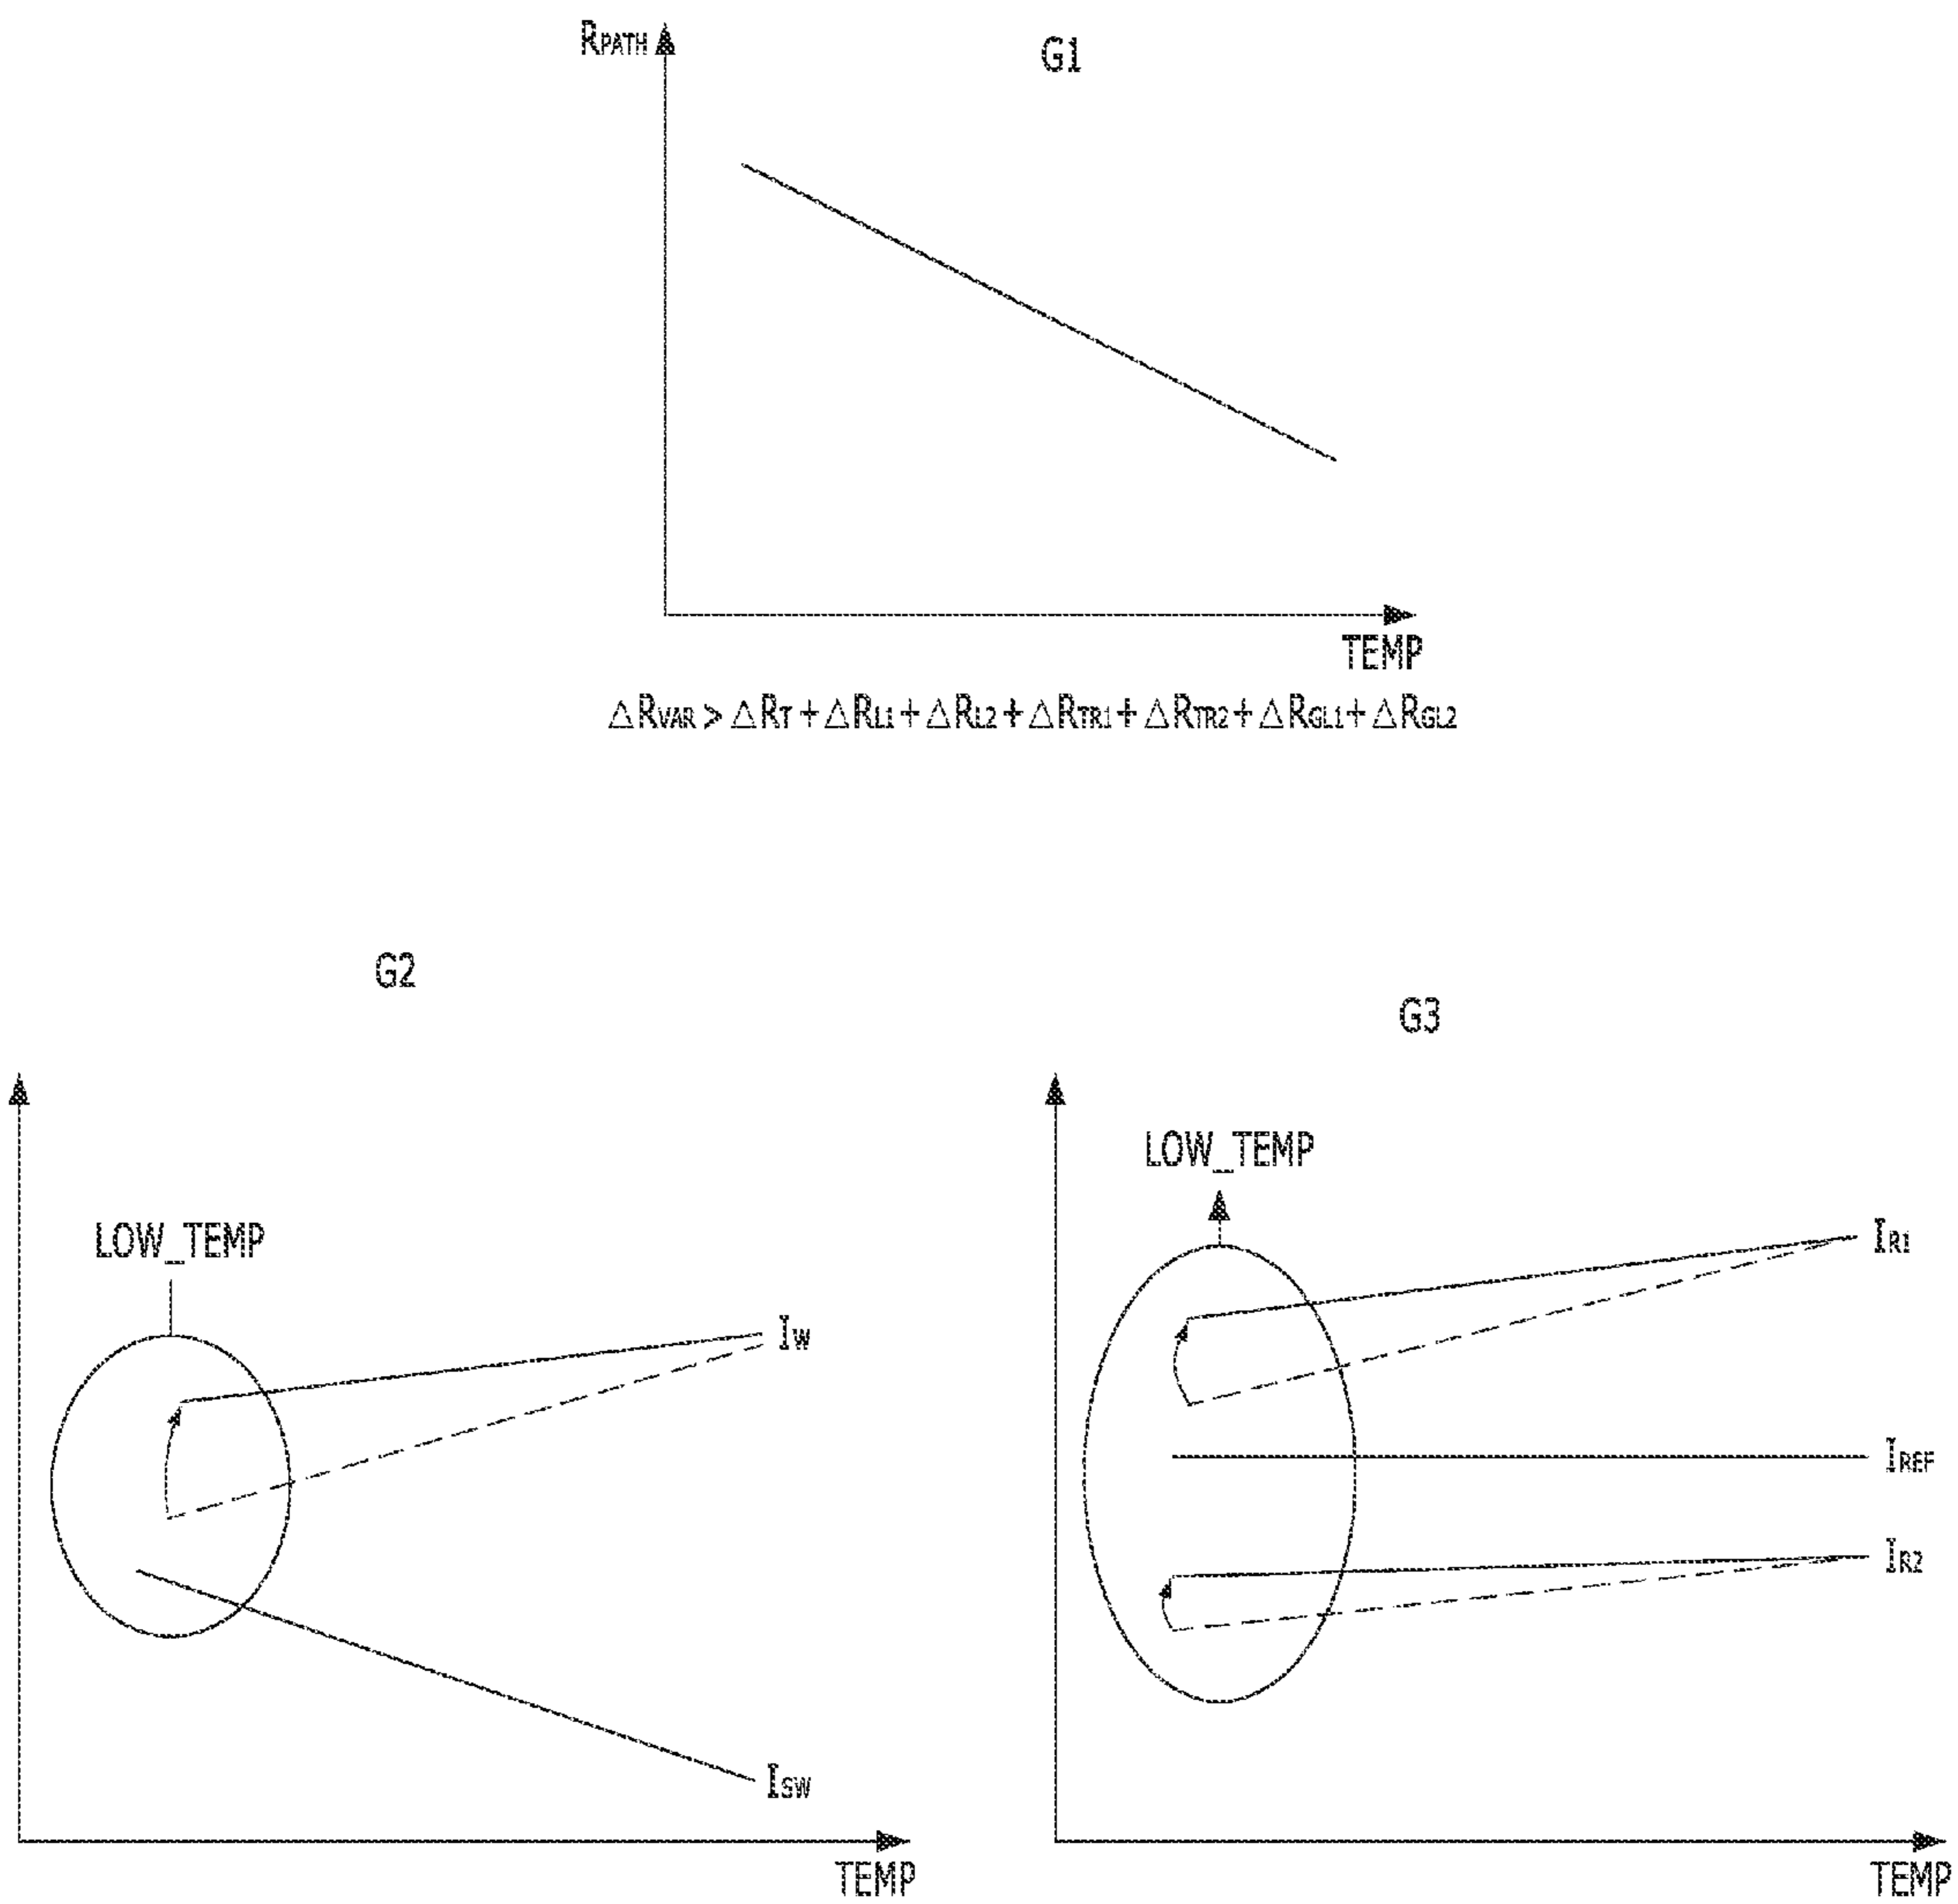 RPATH
G1
TEMP
△RVAR > △RT + △RL1 + △RL2 + △RTR1 + △RTR2 + △RGL1 + △RGL2
G2
LOW_TEMP
IW
ISW
TEMP
G3
LOW_TEMP
IR1
IREF
IR2
TEMP